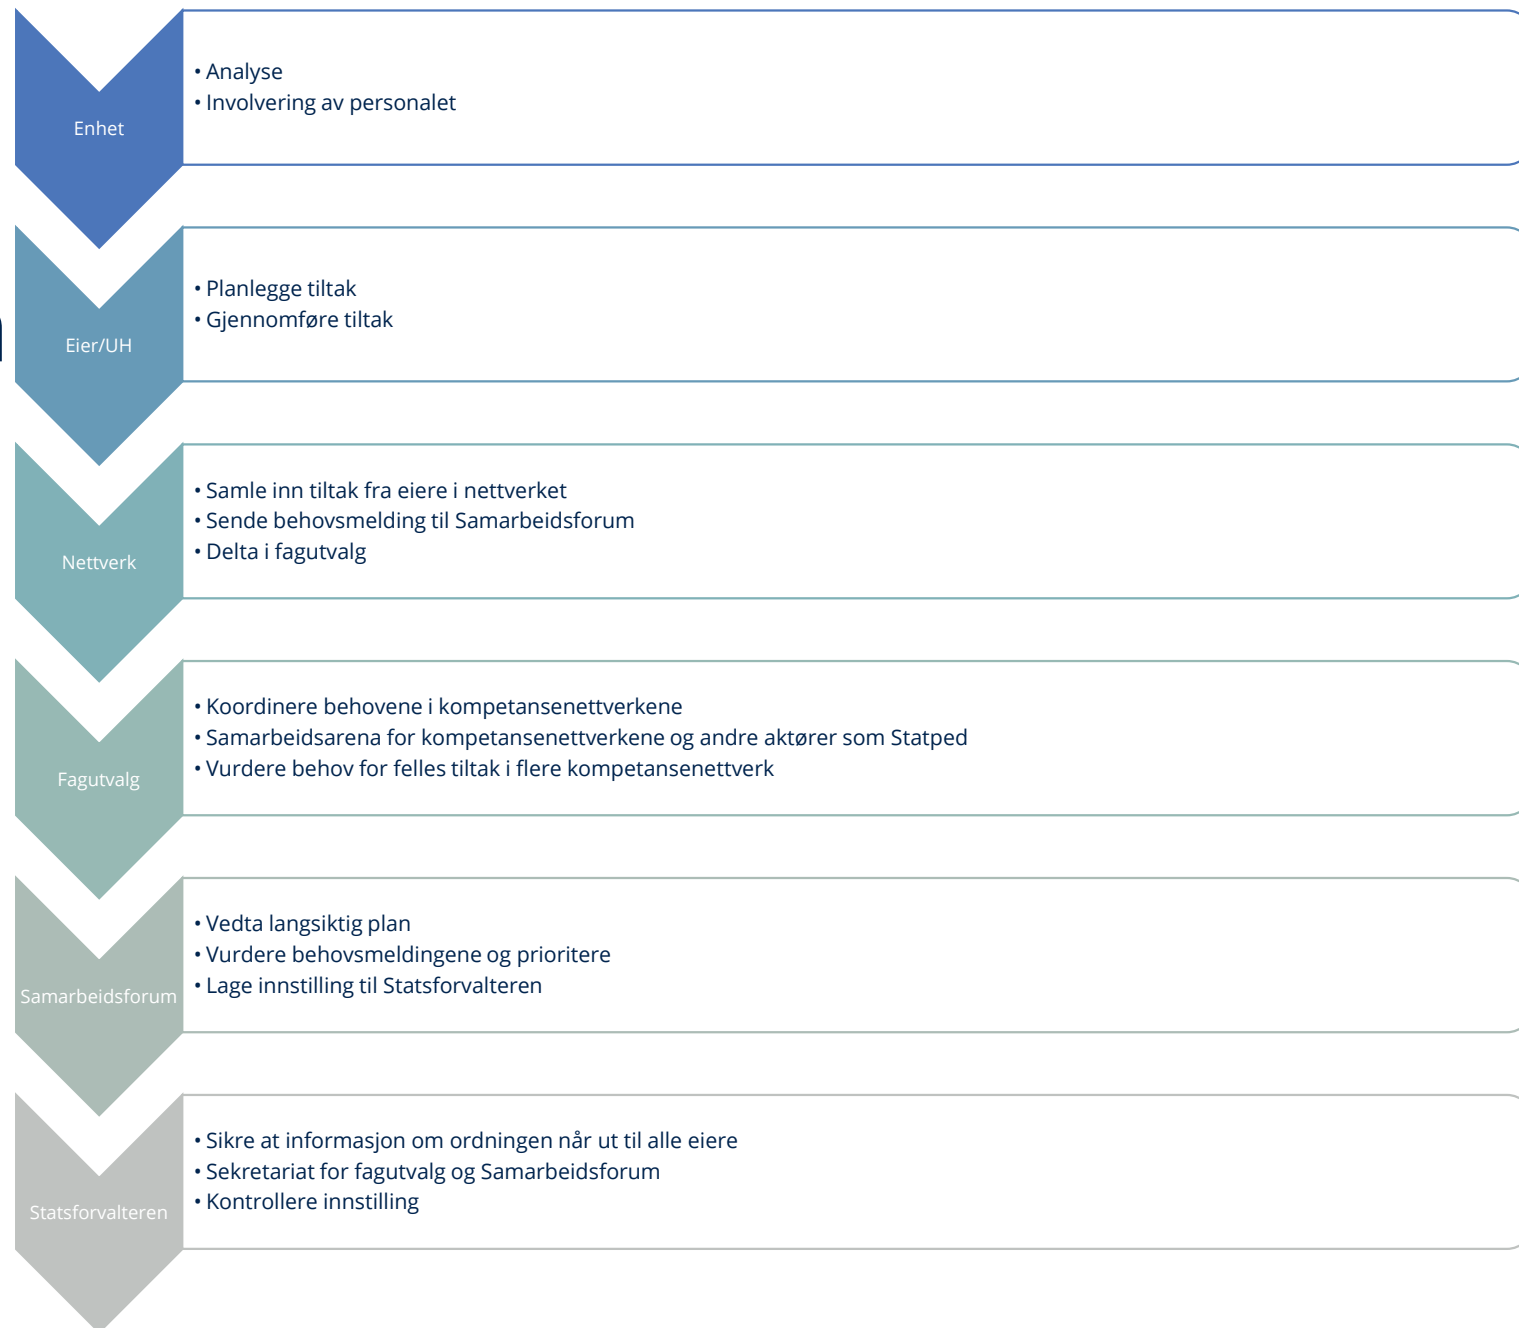 Enhet
• Analyse
• Involvering av personalet
Eier/UH
• Planlegge tiltak
• Gjennomføre tiltak
Nettverk
• Samle inn tiltak fra eiere i nettverket
• Sende behovsmelding til Samarbeidsforum
• Delta i fagutvalg
Fagutvalg
• Koordinere behovene i kompetansenettverkene
• Samarbeidsarena for kompetansenettverkene og andre aktører som Statped
• Vurdere behov for felles tiltak i flere kompetansenettverk
Samarbeidsforum
• Vedta langsiktig plan
• Vurdere behovsmeldingene og prioritere
• Lage innstilling til Statsforvalteren
Statsforvalteren
• Sikre at informasjon om ordningen når ut til alle eiere
• Sekretariat for fagutvalg og Samarbeidsforum
• Kontrollere innstilling